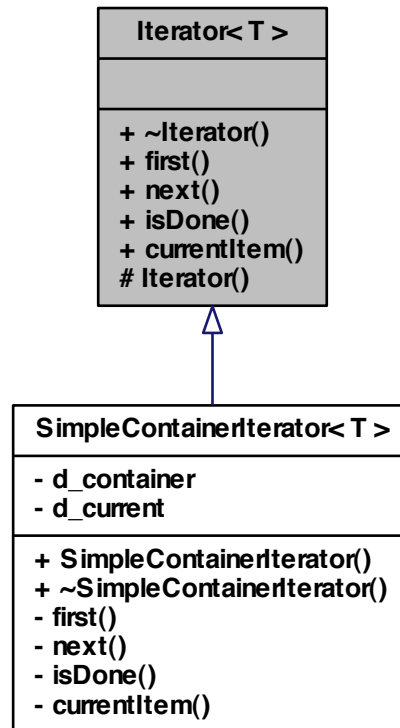 Iterator< T >
+ ~Iterator()
+ first()
+ next()
+ isDone()
+ currentItem()
# Iterator()
SimpleContainerIterator< T >
- d_container
- d_current
+ SimpleContainerIterator()
+ ~SimpleContainerIterator()
- first()
- next()
- isDone()
- currentItem()